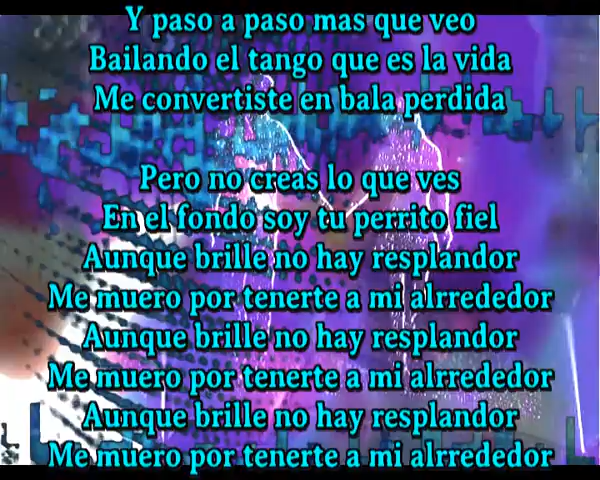 Y paso a paso mas que veo
Bailando el tango que es la vida
Me convertiste en bala perdida
Pero no creas lo que ves
En el fondo soy tu perrito fiel
Aunque brille no hay resplandor
Me muero por tenerte a mi alrrededor
Aunque brille no hay resplandor
Me muero por tenerte a mi alrrededor
Aunque brille no hay resplandor
Me muero por tenerte a mi alrrededor